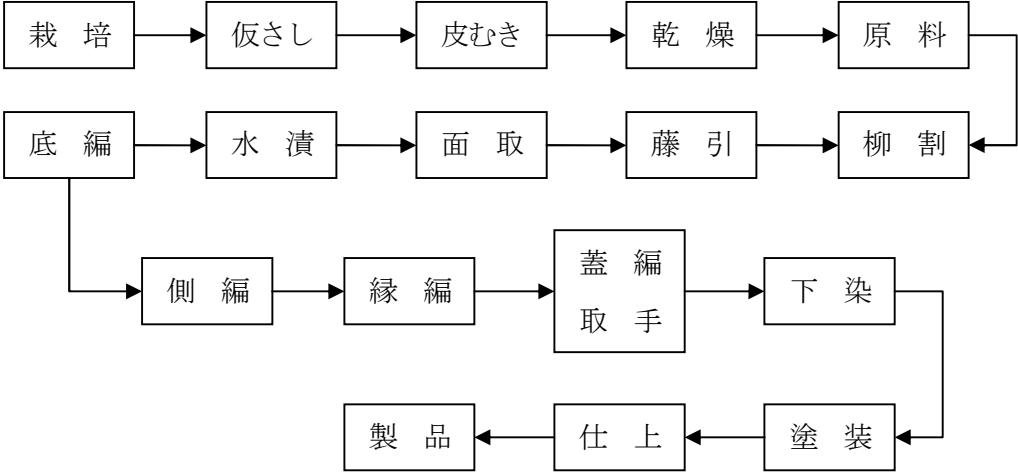 栽 培
仮さし
皮むき
乾 燥
原 料
底 編
水 漬
面 取
藤 引
柳 割
側 編
縁 編
蓋 編
取 手
下 染
製 品
仕 上
塗 装